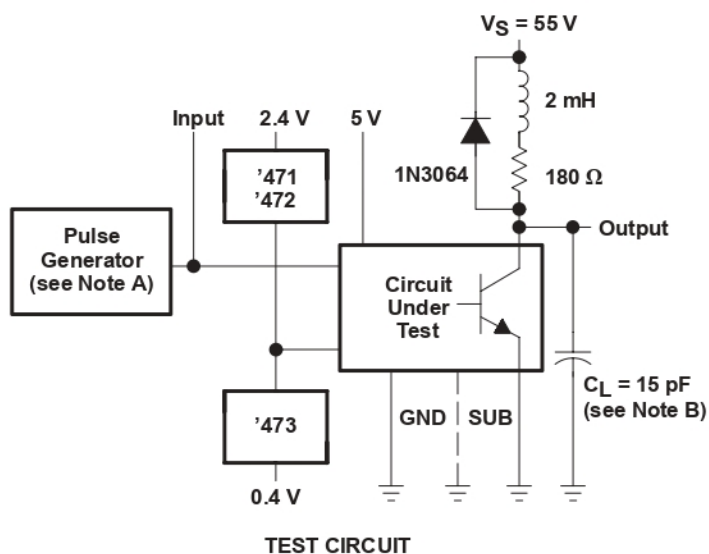 VS = 55 V
2 mH
Input
2.4 V
5 V
1N3064
180 Ω
'471
'472
Pulse
Generator
(see Note A)
Output
Circuit
Under
Test
CL = 15 pF
(see Note B)
GND
SUB
'473
0.4 V
TEST CIRCUIT